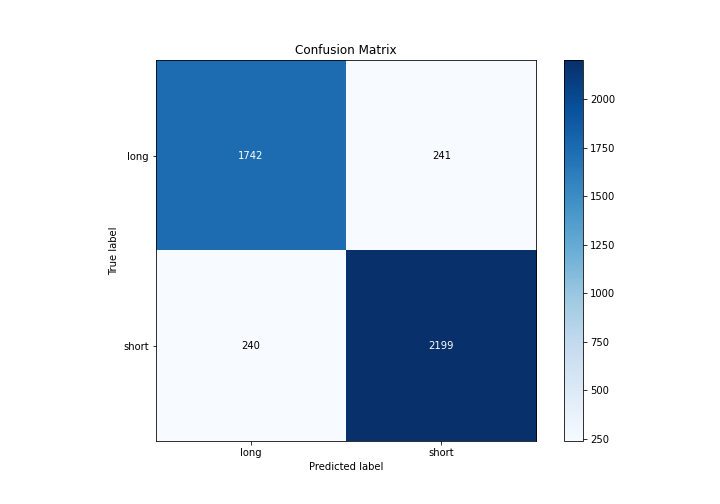 Confusion Matrix
True label
long
1742
241
short
240
2199
long
short
Predicted label
2000
1750
1500
1250
1000
750
500
250